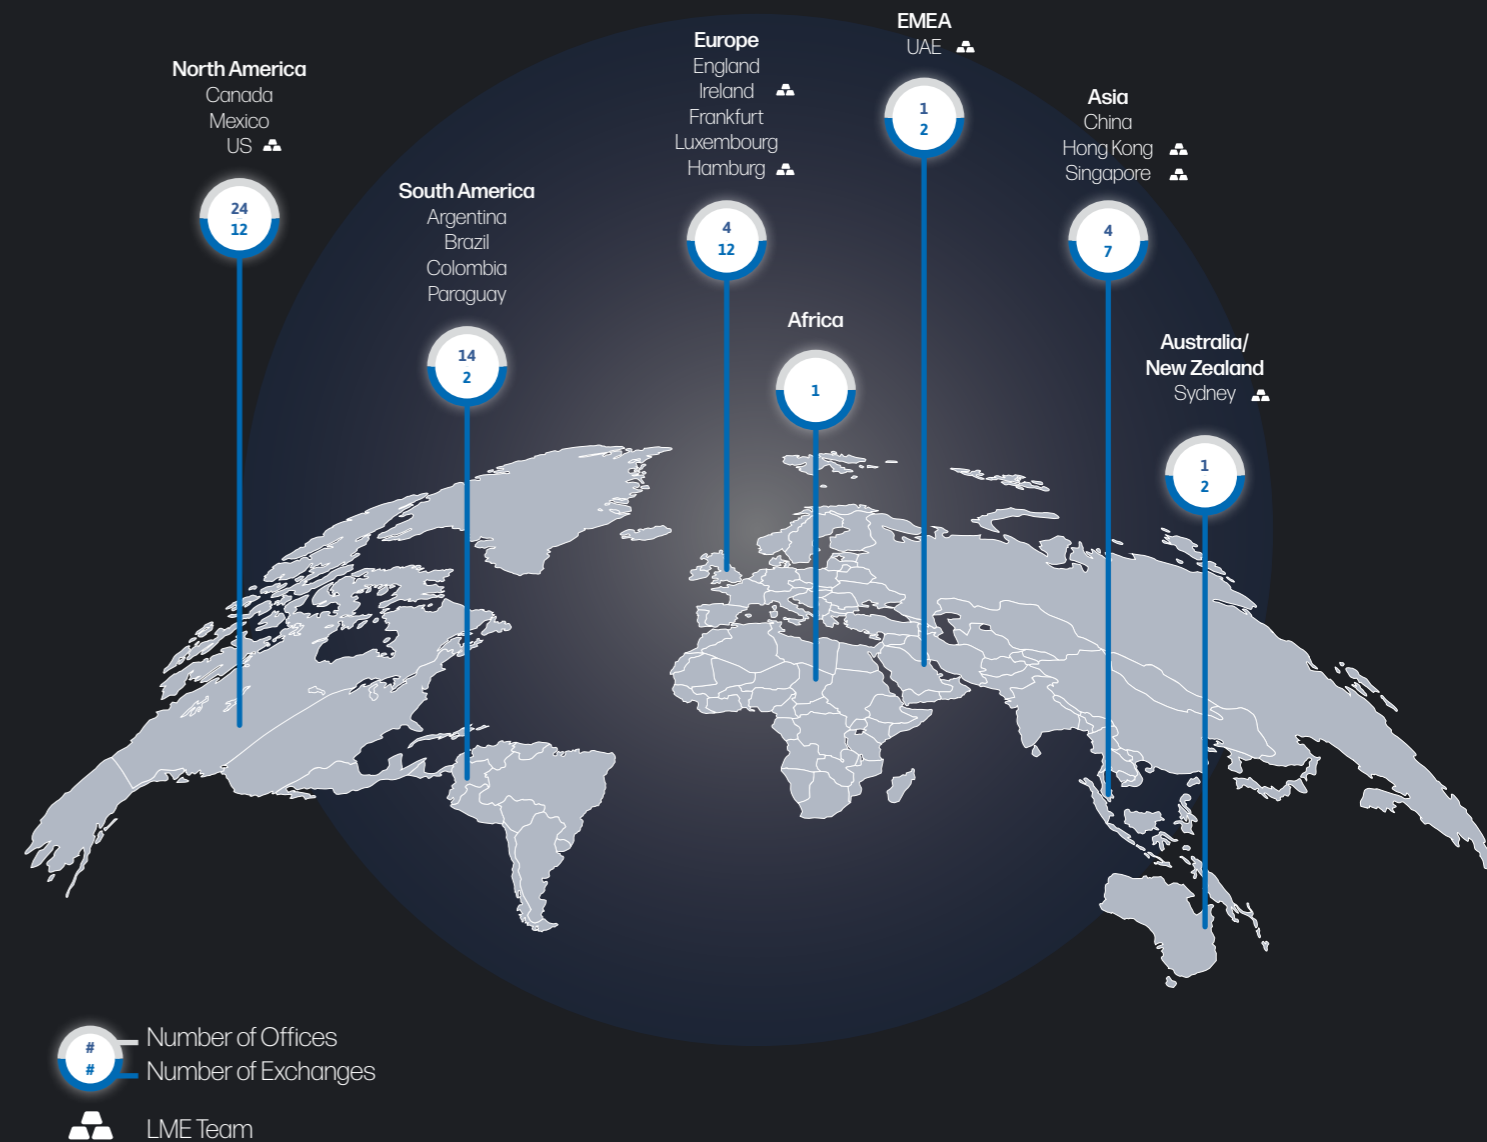 North America
Canada
Mexico
US
24
12
South America
Argentina
Brazil
Colombia
Paraguay
14
2
Europe
England
Ireland
Frankfurt
Luxembourg
Hamburg
4
12
Africa
1
EMEA
UAE
1
2
Asia
China
Hong Kong
Singapore
4
7
Australia/
New Zealand
Sydney
1
2
#
#
Number of Offices
Number of Exchanges
LME Team